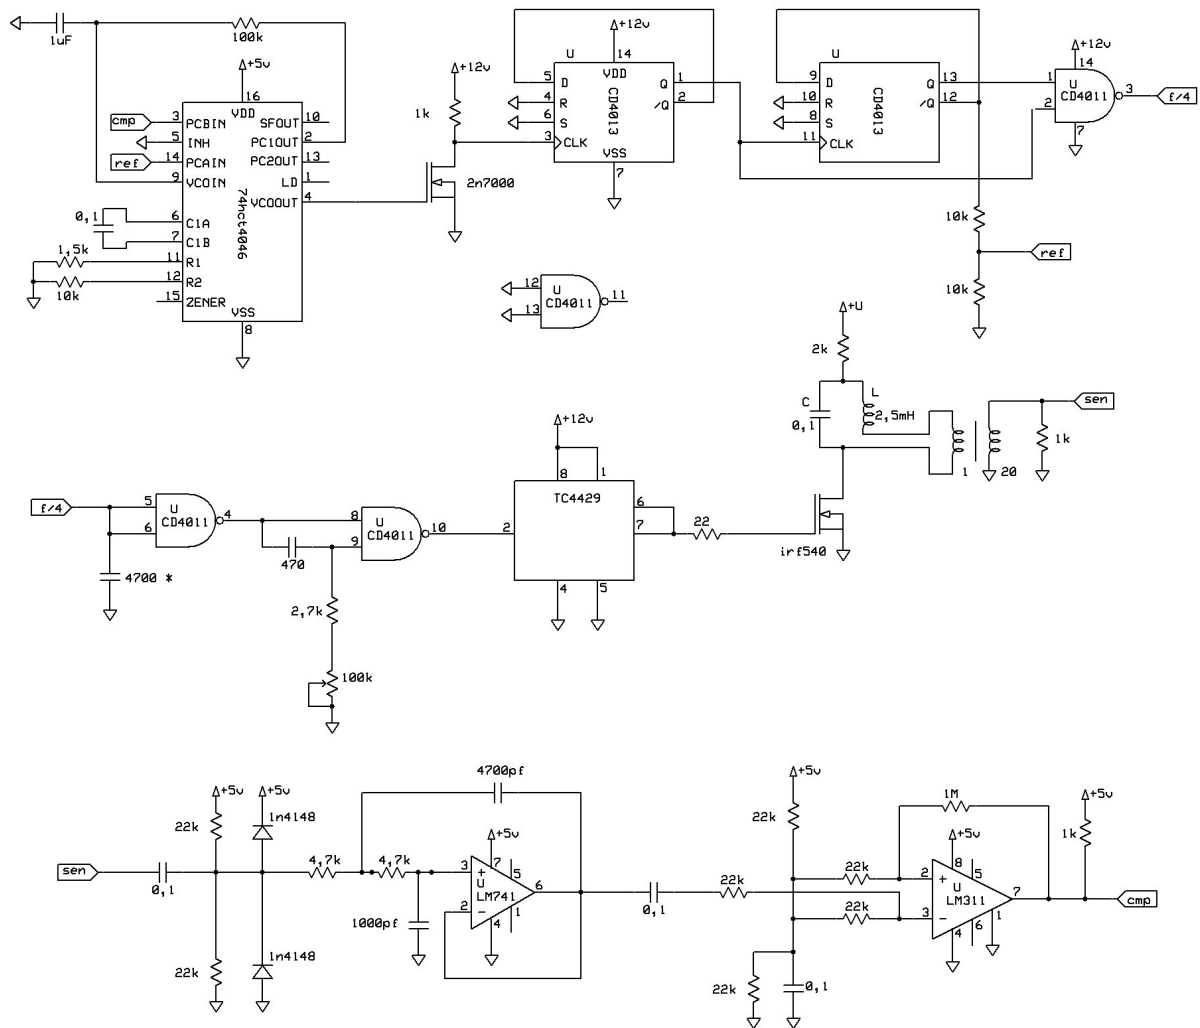 1uF
100k
+5v
16
VDD
cmp
3
PCBIN
SFOUT
10
5
INH
PC1OUT
2
ref
14
PCAIN
PC2OUT
13
9
VCOIN
LD
1
VCOOUT
4
74hct4046
0,1
6
C1A
7
C1B
1,5k
11
R1
10k
12
R2
15
ZENER
VSS
8
+12v
1k
2n7000
U
+12v
14
VDD
5
D
Q
1
4
R
/Q
2
6
S
CD4013
3
CLK
VSS
7
U
9
D
Q
13
10
R
/Q
12
8
S
CD4013
11
CLK
+12v
14
1
U
CD4011
2
3
f/4
7
10k
ref
10k
12
U
CD4011
13
11
+U
2k
C
0,1
L
2,5mH
1
20
sen
1k
f/4
5
6
U
CD4011
4
4700 *
470
8
9
U
CD4011
10
2,7k
100k
+12v
8
1
TC4429
2
6
7
4
5
22
irf540
sen
0,1
+5v
22k
22k
+5v
1n4148
1n4148
4,7k
4,7k
1000pf
4700pf
+5v
3
+
7
5
U
LM741
6
2
-
4
1
0,1
22k
+5v
22k
22k
22k
22k
0,1
1M
+5v
2
+
8
5
U
LM311
7
3
-
4
6
1
+5v
1k
cmp